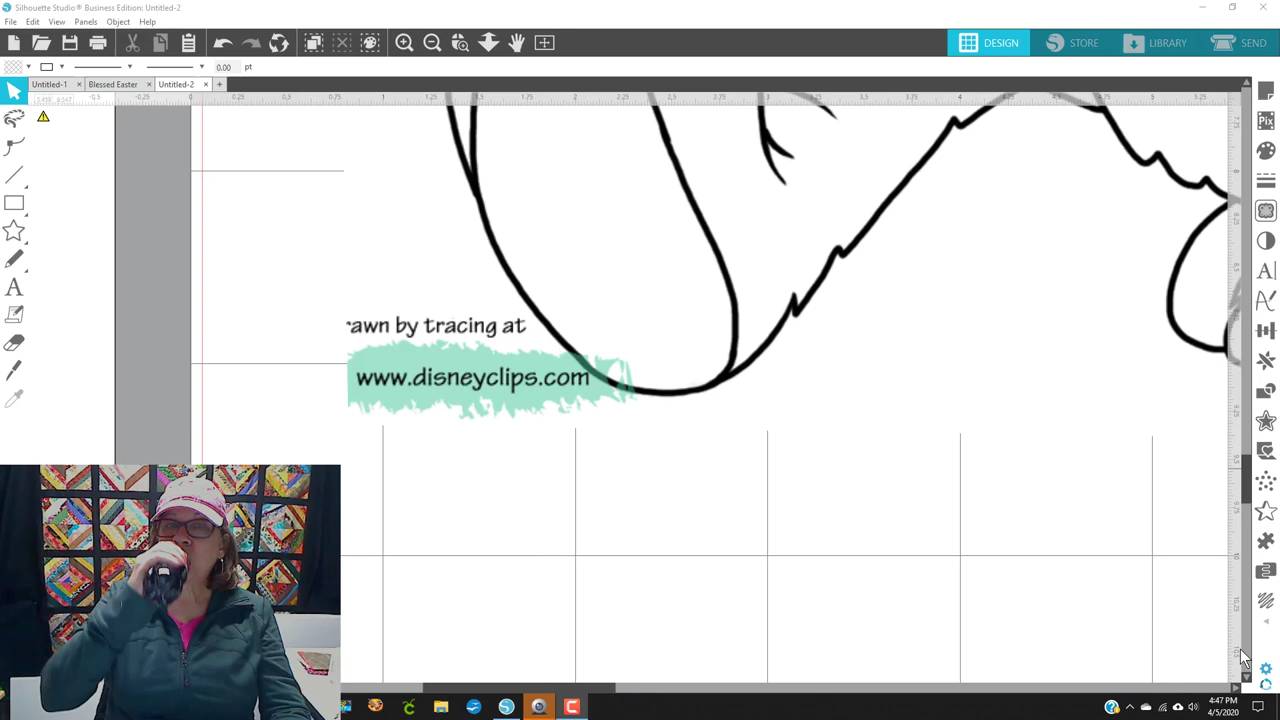 Silhouette Studio® Business Edition: Untitled-2
File Edit View Panels Object Help
DESIGN STORE LIBRARY SEND
0.00 pt
Untitled-1 Blessed Easter Untitled-2
rawn by tracing at
www.disneyclips.com
4:47 PM
4/5/2020